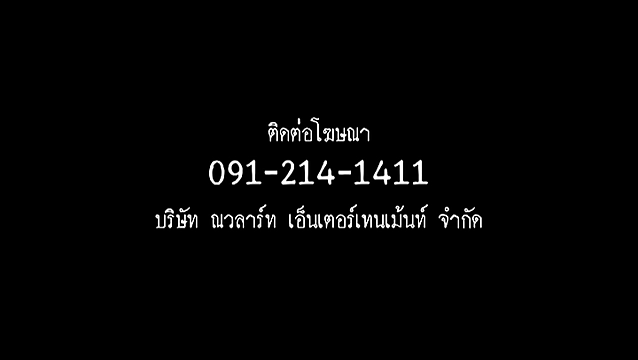 ติดต่อโฆษณา
091-214-1411
บริษัท ณวลาร์ท เอ็นเตอร์เทนเม้นท์ จำกัด